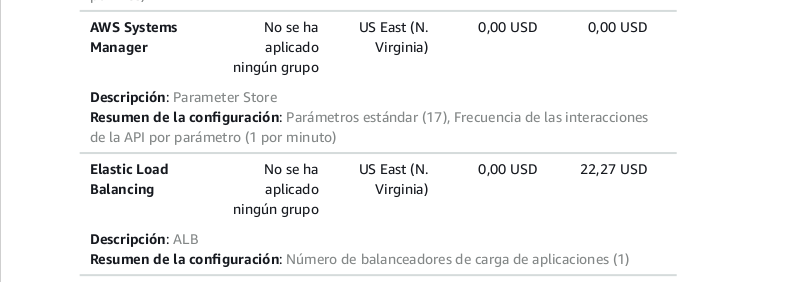 AWS Systems Manager No se ha aplicado ningún grupo US East (N. Virginia) 0,00 USD 0,00 USD
Descripción: Parameter Store
Resumen de la configuración: Parámetros estándar (17), Frecuencia de las interacciones
de la API por parámetro (1 por minuto)
Elastic Load Balancing No se ha aplicado ningún grupo US East (N. Virginia) 0,00 USD 22,27 USD
Descripción: ALB
Resumen de la configuración: Número de balanceadores de carga de aplicaciones (1)